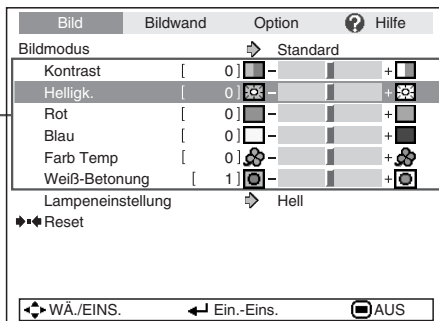 Bild Bildwand Option Hilfe
Bildmodus Standard
Kontrast [ 0 ] – +
Helligk. [ 0 ] – +
Rot [ 0 ] – +
Blau [ 0 ] – +
Farb Temp [ 0 ] – +
Weiß-Betonung [ 1 ] – +
Lampeneinstellung Hell
Reset
WÄ./EINS. Ein.-Eins. AUS